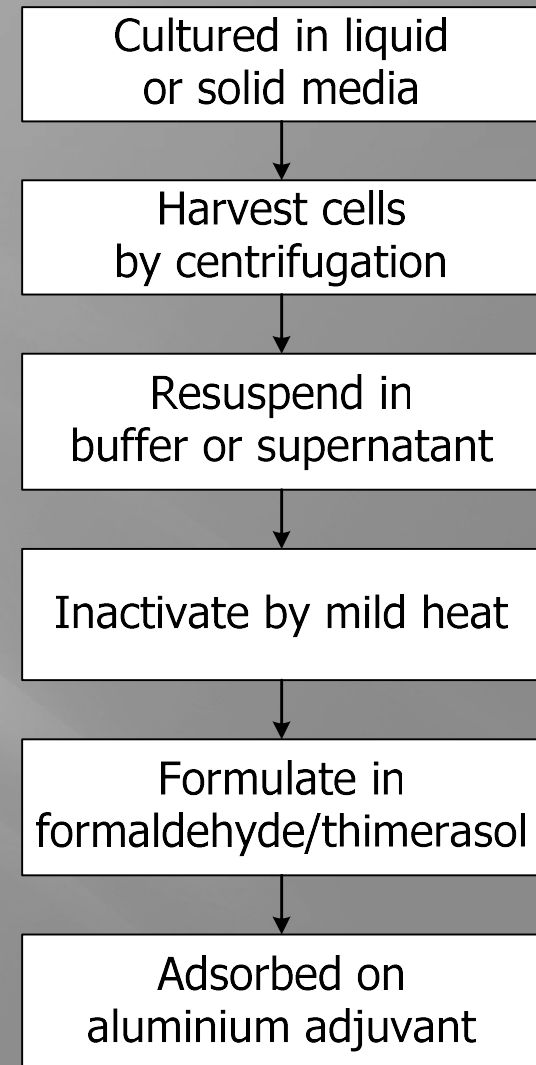 Cultured in liquid
or solid media
Harvest cells
by centrifugation
Resuspend in
buffer or supernatant
Inactivate by mild heat
Formulate in
formaldehyde/thimerasol
Adsorbed on
aluminium adjuvant